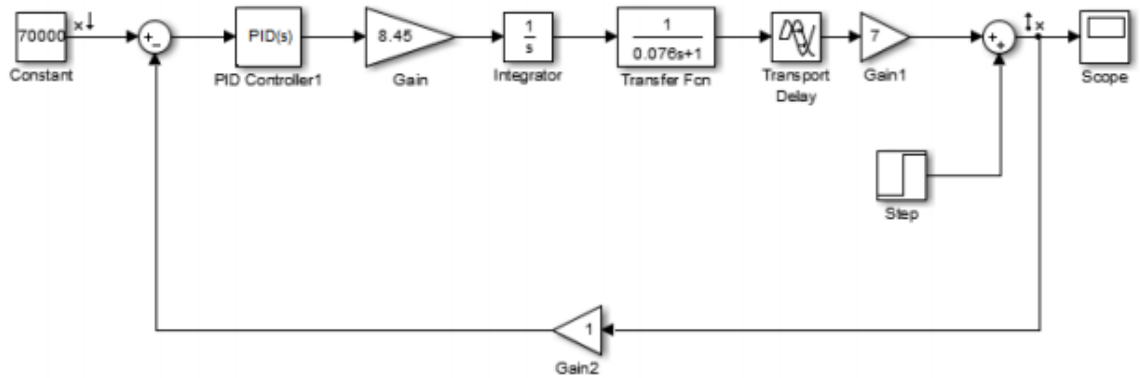 70000
Constant
+
−
PID(s)
PID Controller1
8.45
Gain
1
s
Integrator
1
0.076s+1
Transfer Fcn
Transport
Delay
7
Gain1
+
+
x
x
Scope
Step
1
Gain2